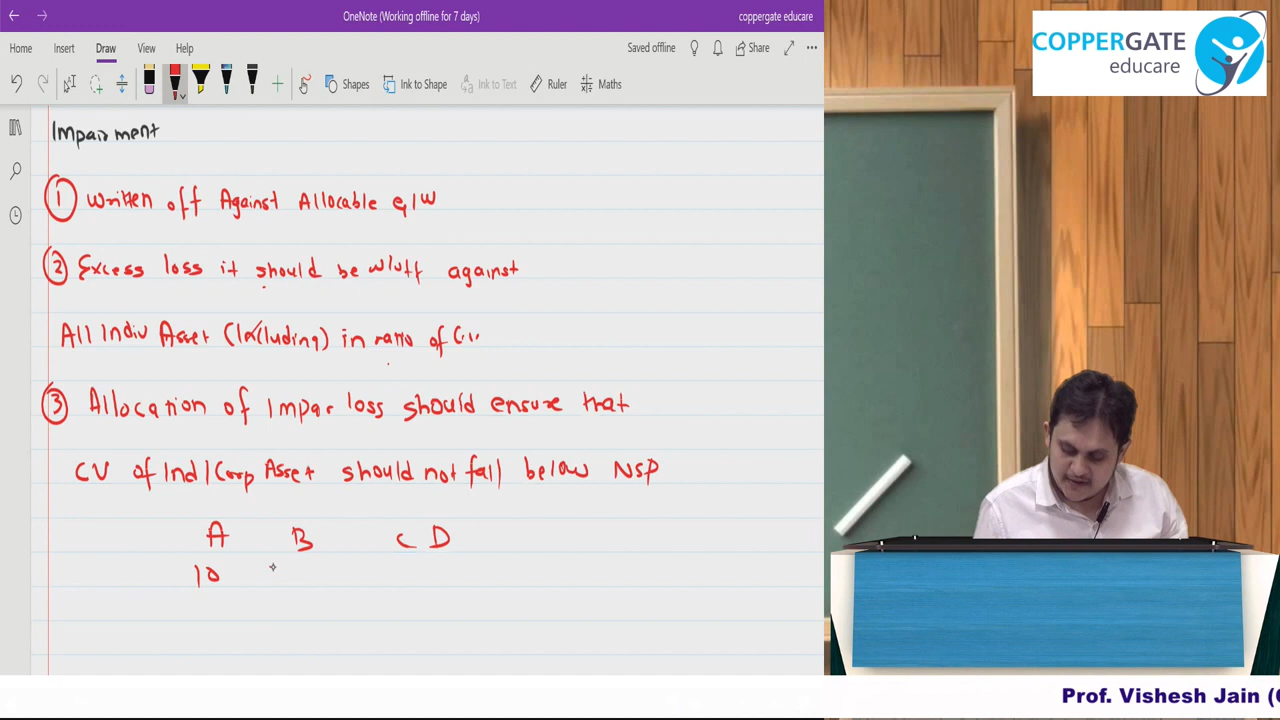 OneNote (Working offline for 7 days)
coppergate educare
Home Insert Draw View Help
Saved offline Share
Shapes Ink to Shape Ink to Text Ruler Maths
COPPERGATE
educare
Impairment
1 Written off Against Allocable G/W
2 Excess loss it should be w/off against
All Indiv Asset (Including) in ratio of C.V.
3 Allocation of Impar loss should ensure that
CV of Ind/Corp Asset should not fall below NSP
A B C D
10
Prof. Vishesh Jain (